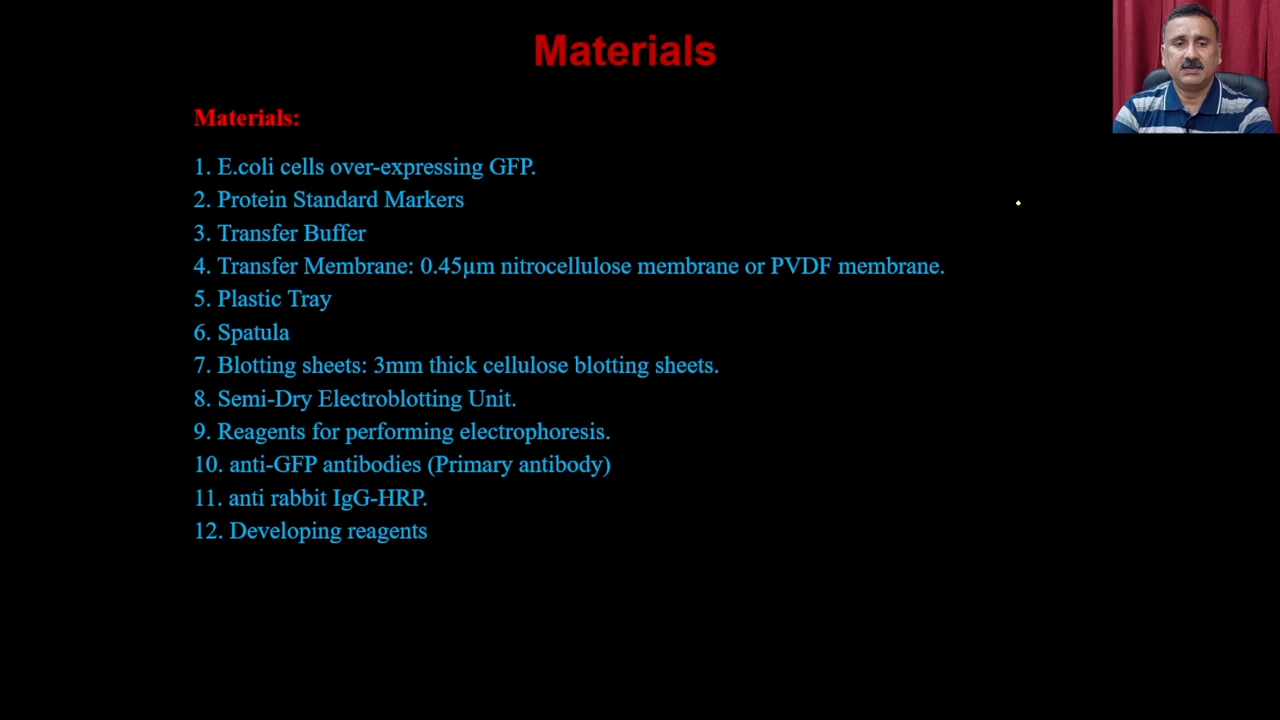 Materials
Materials:
1. E.coli cells over-expressing GFP.
2. Protein Standard Markers
3. Transfer Buffer
4. Transfer Membrane: 0.45µm nitrocellulose membrane or PVDF membrane.
5. Plastic Tray
6. Spatula
7. Blotting sheets: 3mm thick cellulose blotting sheets.
8. Semi-Dry Electroblotting Unit.
9. Reagents for performing electrophoresis.
10. anti-GFP antibodies (Primary antibody)
11. anti rabbit IgG-HRP.
12. Developing reagents